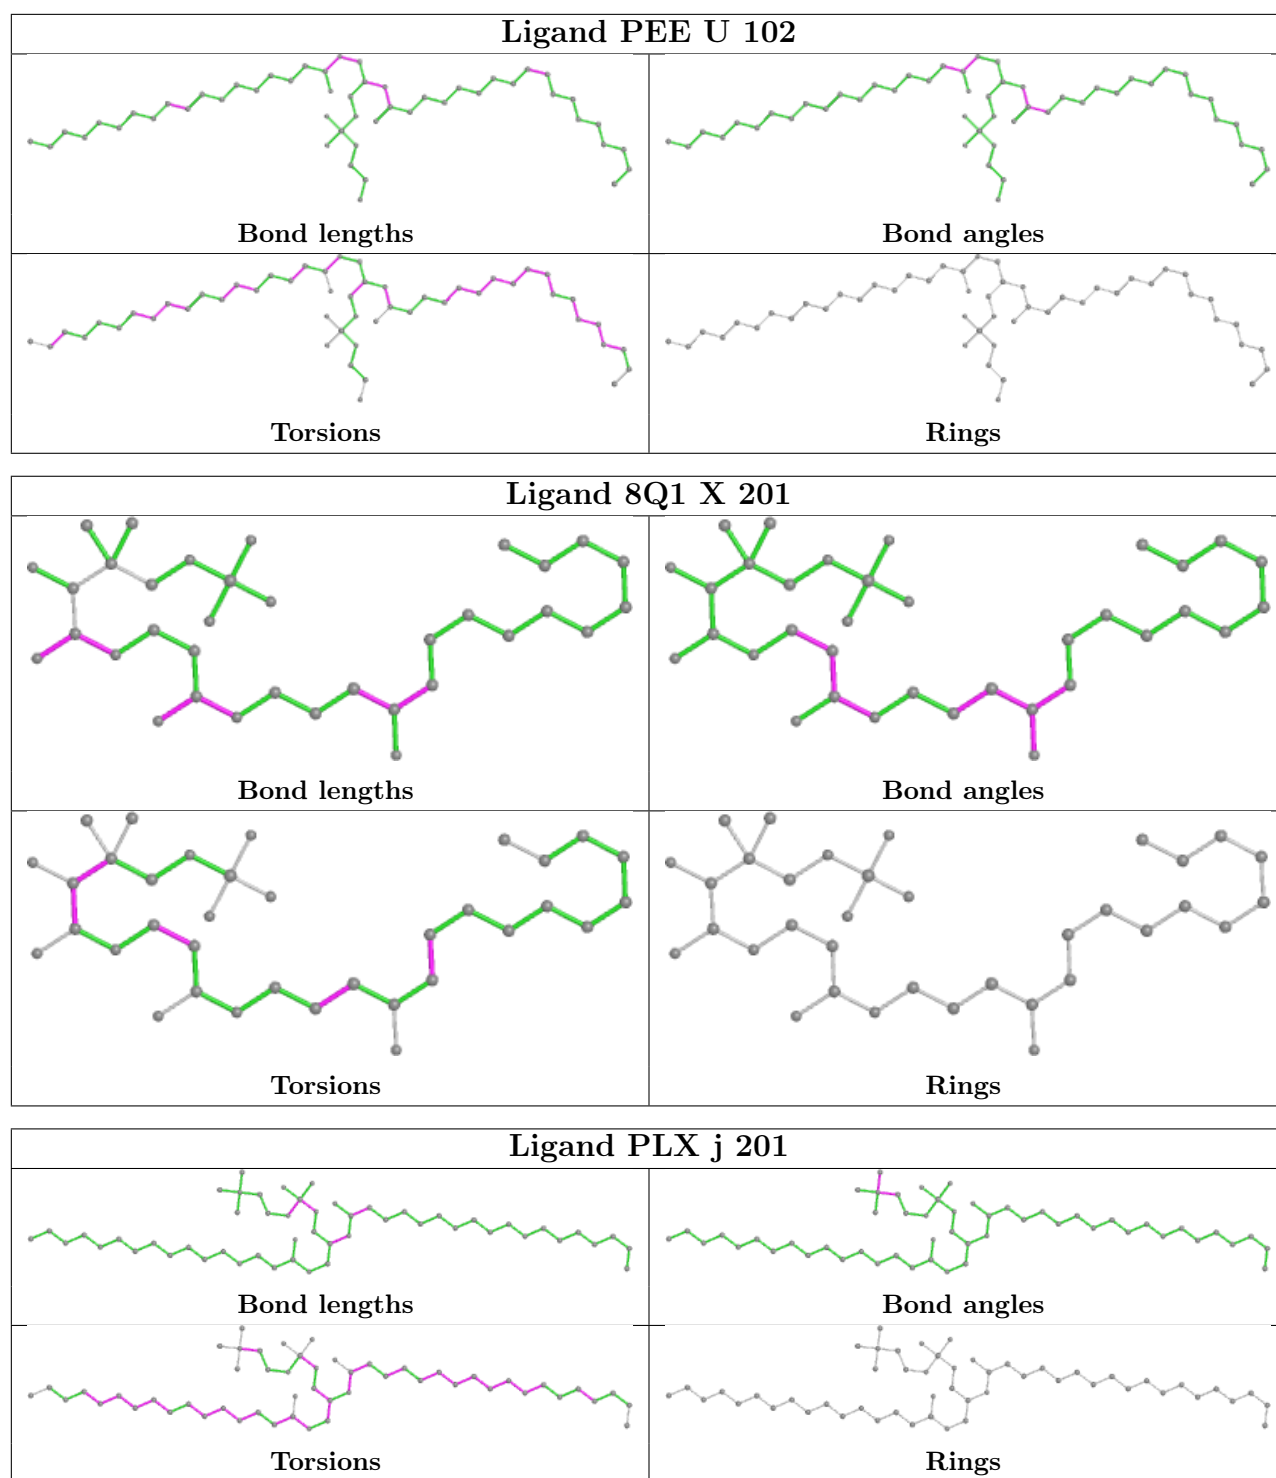 Ligand PEE U 102
Bond lengths
Bond angles
Torsions
Rings
Ligand 8Q1 X 201
Bond lengths
Bond angles
Torsions
Rings
Ligand PLX j 201
Bond lengths
Bond angles
Torsions
Rings